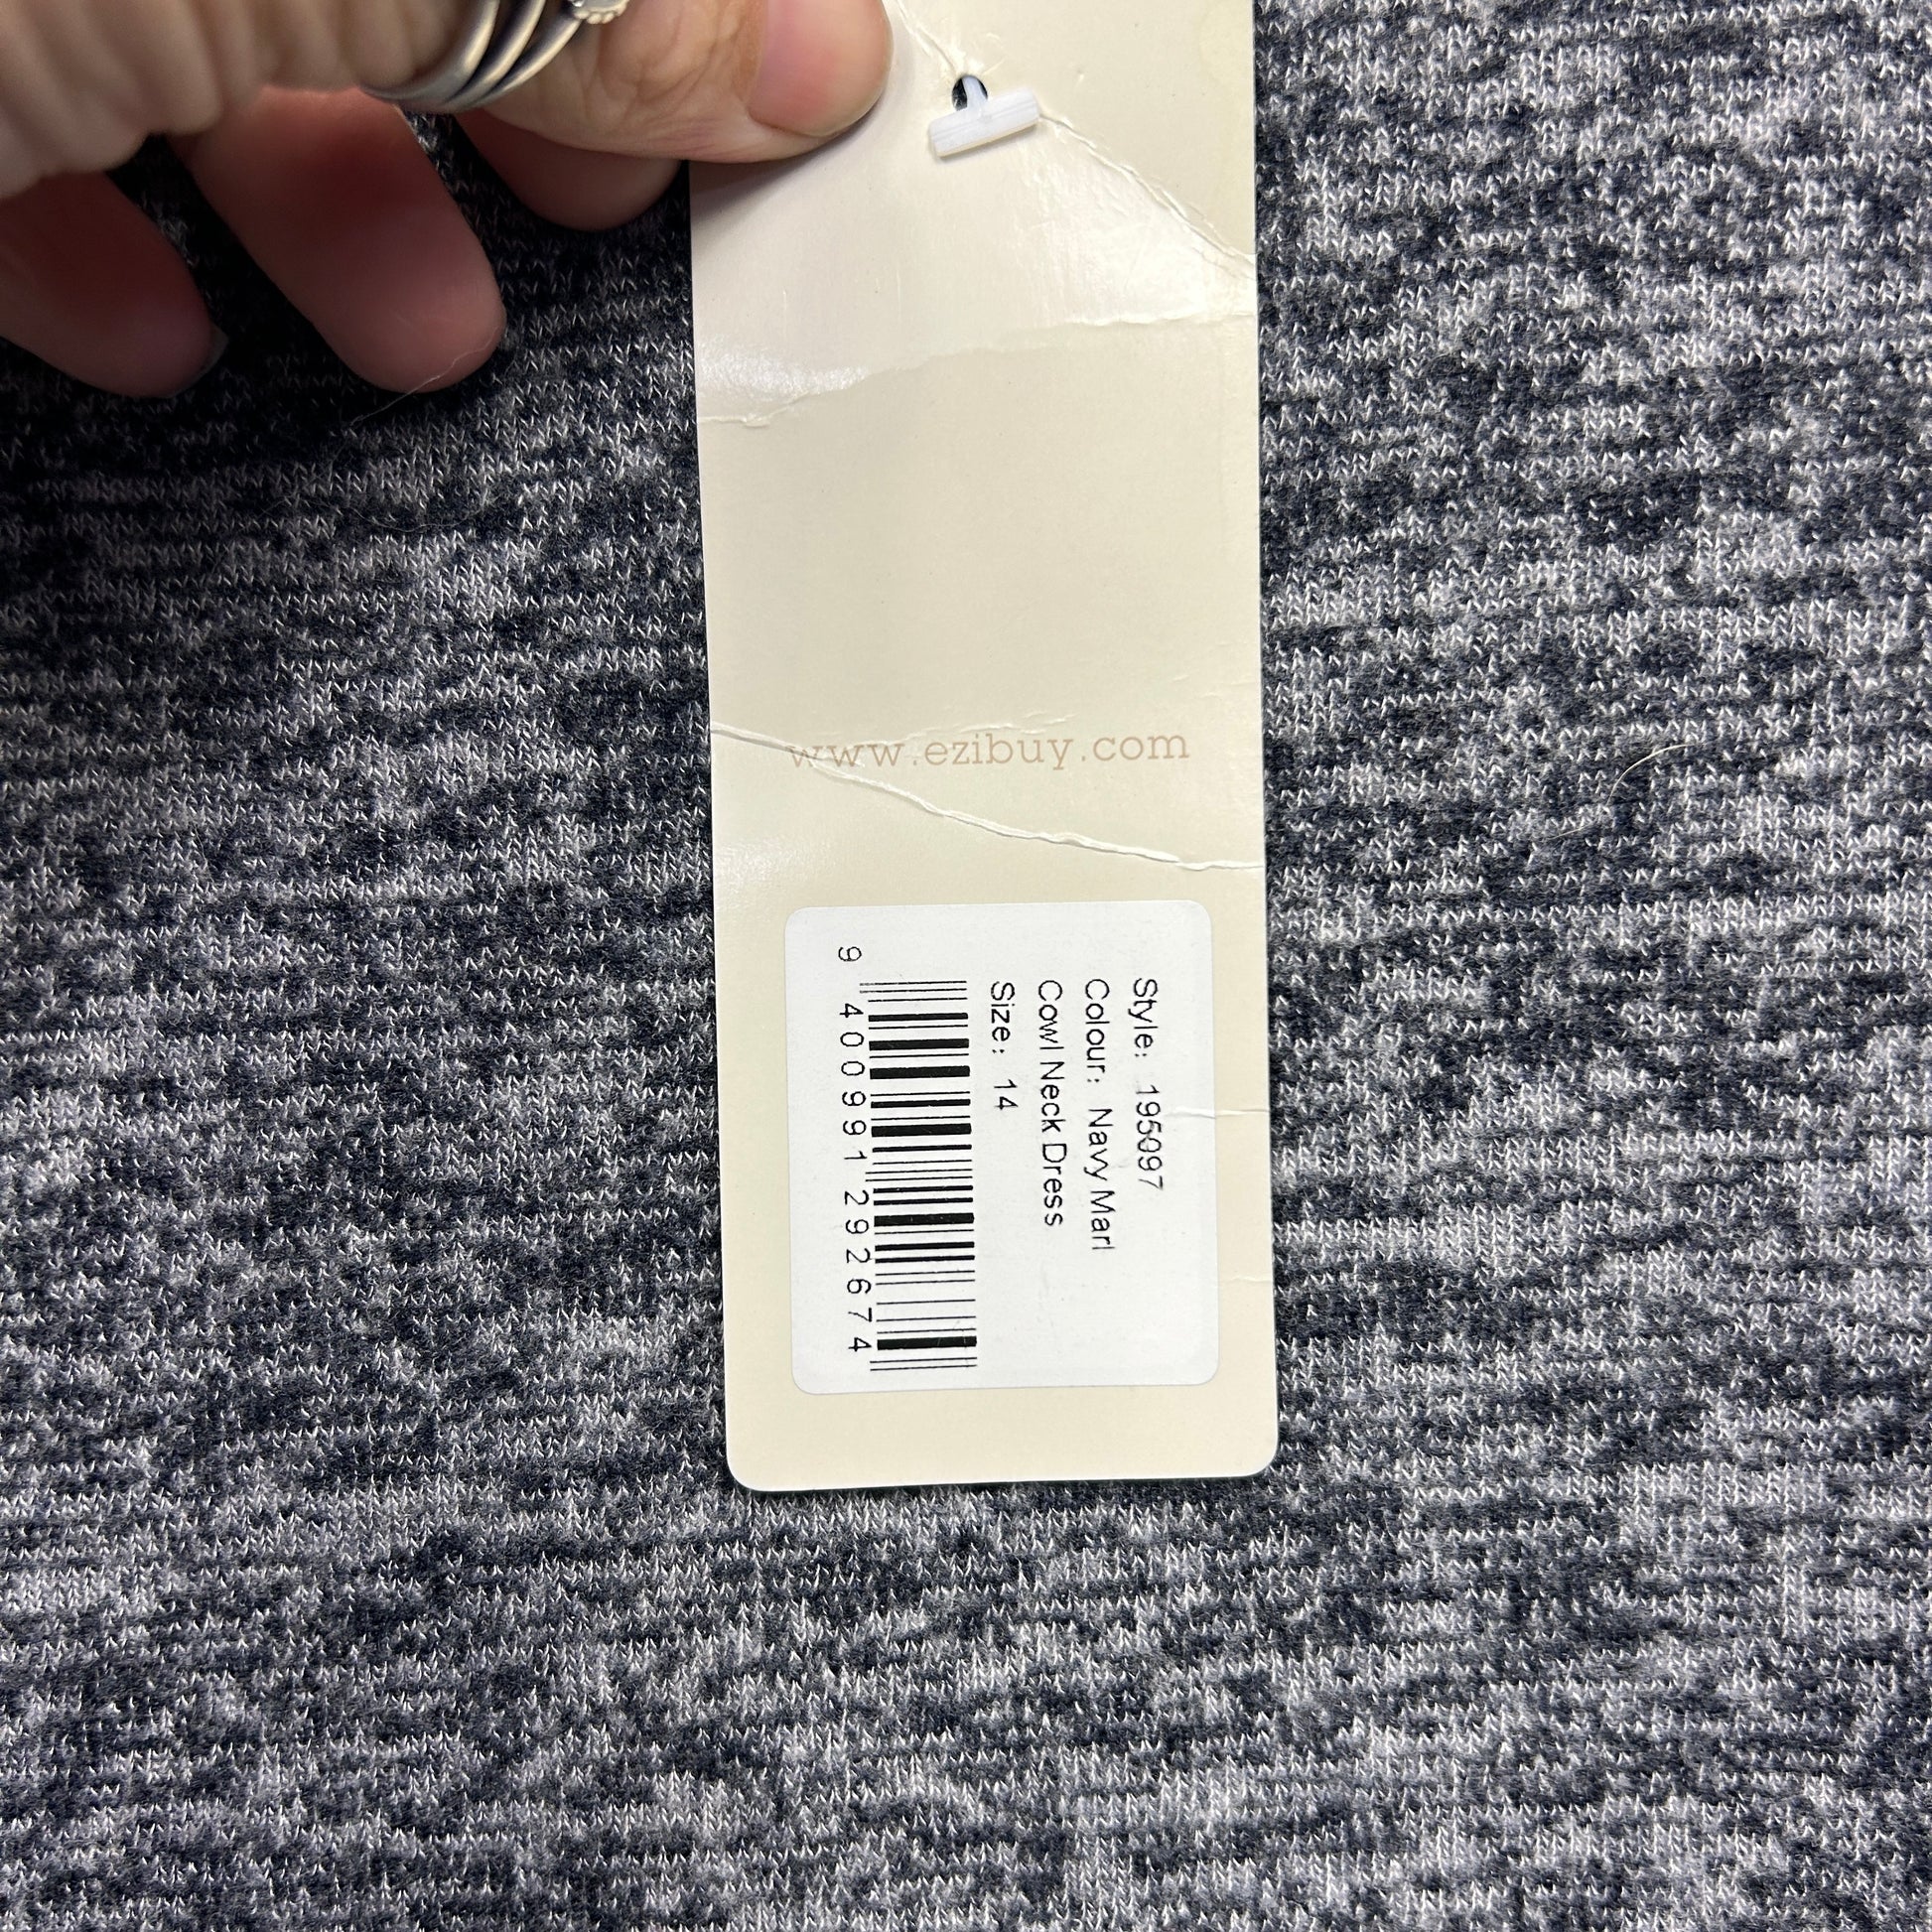 www.ezibuy.com
Style: 195097
Colour: Navy Marl
Cowl Neck Dress
Size: 14
9 400991 292674